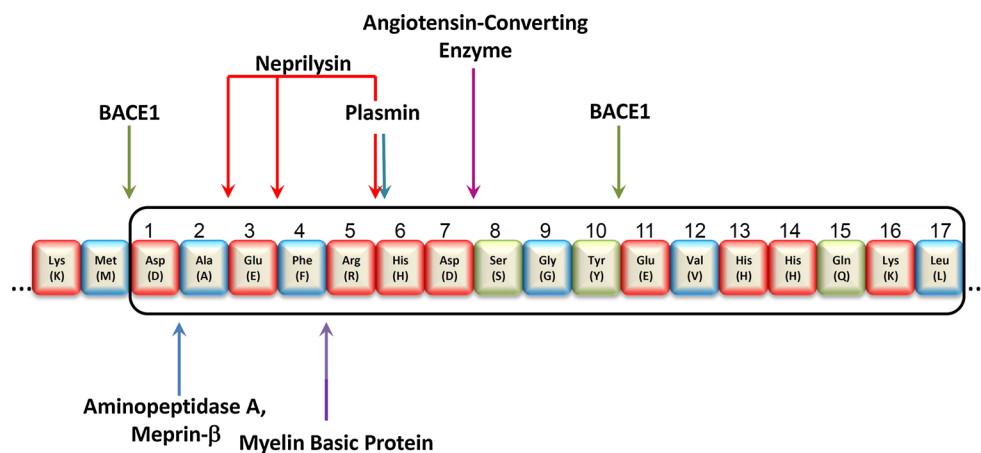 Angiotensin-Converting
Enzyme
Neprilysin
BACE1
Plasmin
BACE1
1 2 3 4 5 6 7 8 9 10 11 12 13 14 15 16 17
Lys Met Asp Ala Glu Phe Arg His Asp Ser Gly Tyr Glu Val His His Gln Lys Leu
(K) (M) (D) (A) (E) (F) (R) (H) (D) (S) (G) (Y) (E) (V) (H) (H) (Q) (K) (L)
... ..
Aminopeptidase A,
Meprin-β
Myelin Basic Protein